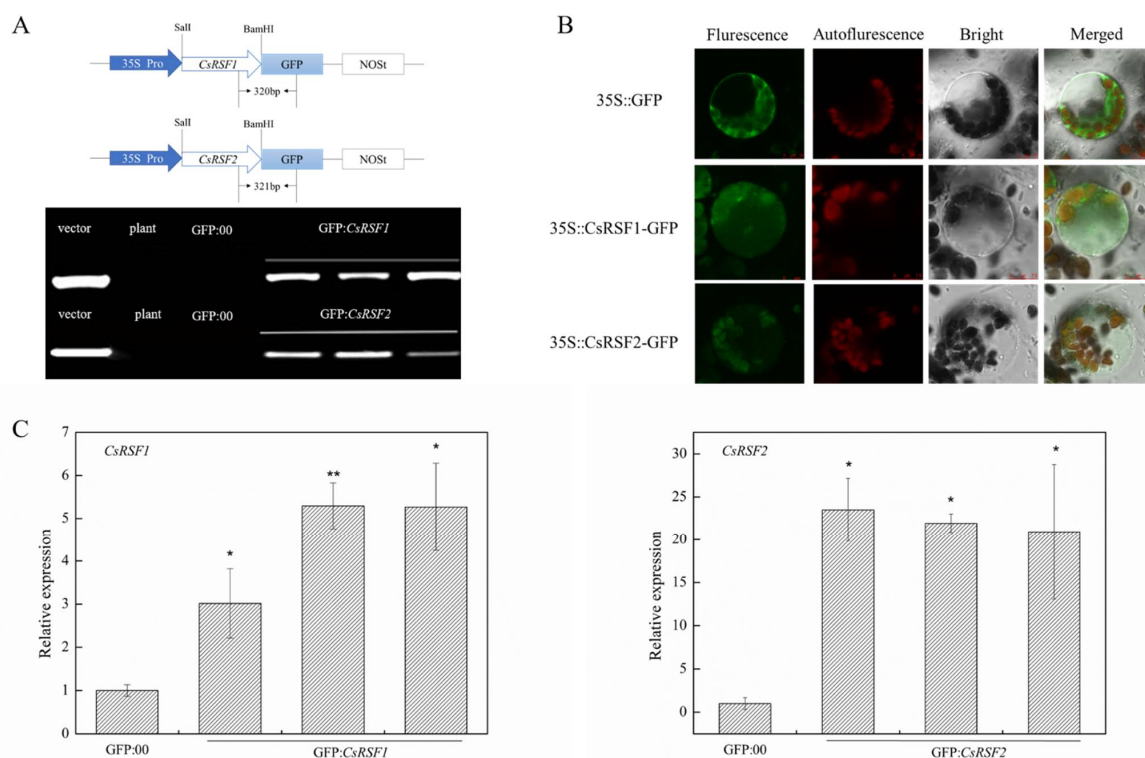 A
SalI BamHI
35S Pro CsRSF1 GFP NOSt
320bp
SalI BamHI
35S Pro CsRSF2 GFP NOSt
321bp
vector plant GFP:00 GFP:CsRSF1
vector plant GFP:00 GFP:CsRSF2
B
Flurescence Autoflurescence Bright Merged
35S::GFP
35S::CsRSF1-GFP
35S::CsRSF2-GFP
C
CsRSF1
Relative expression
7
6
5
4
3
2
1
0
* ** *
GFP:00 GFP:CsRSF1
CsRSF2
Relative expression
30
25
20
15
10
5
0
* * *
GFP:00 GFP:CsRSF2